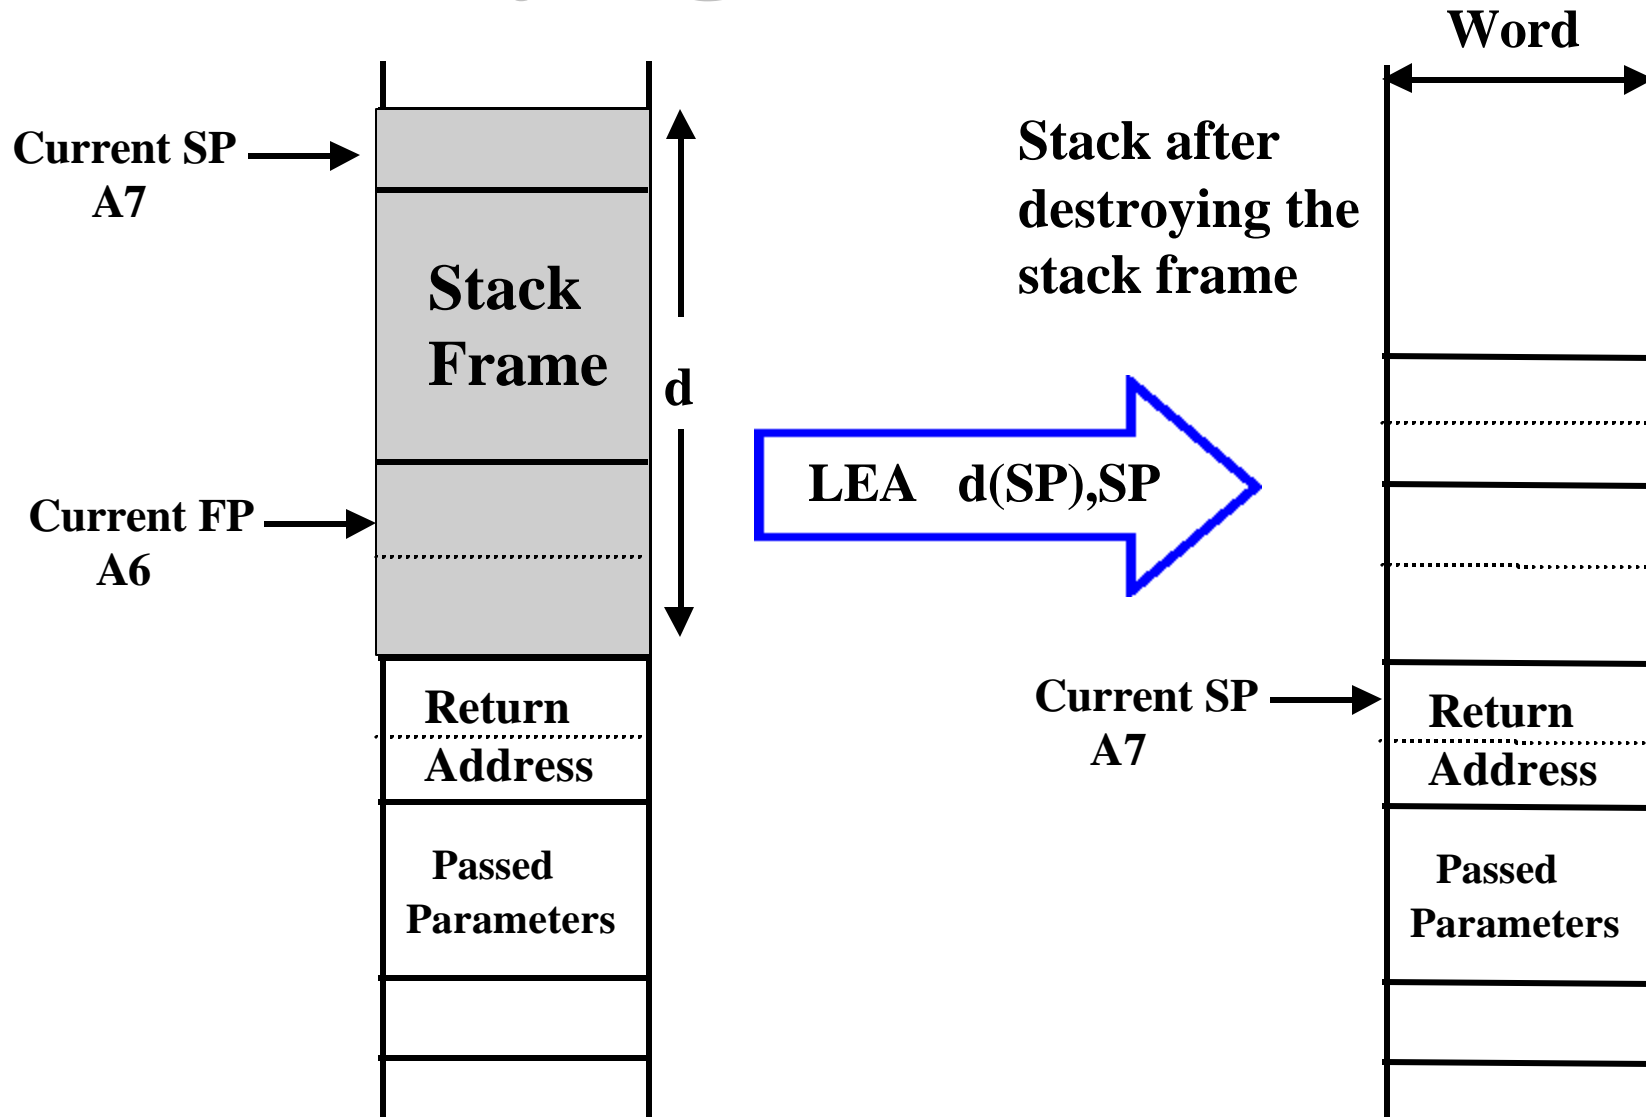 Word
Current SP
A7
Stack
Frame
d
Current FP
A6
Return
Address
Passed
Parameters
LEA d(SP),SP
Stack after
destroying the
stack frame
Current SP
A7
Return
Address
Passed
Parameters